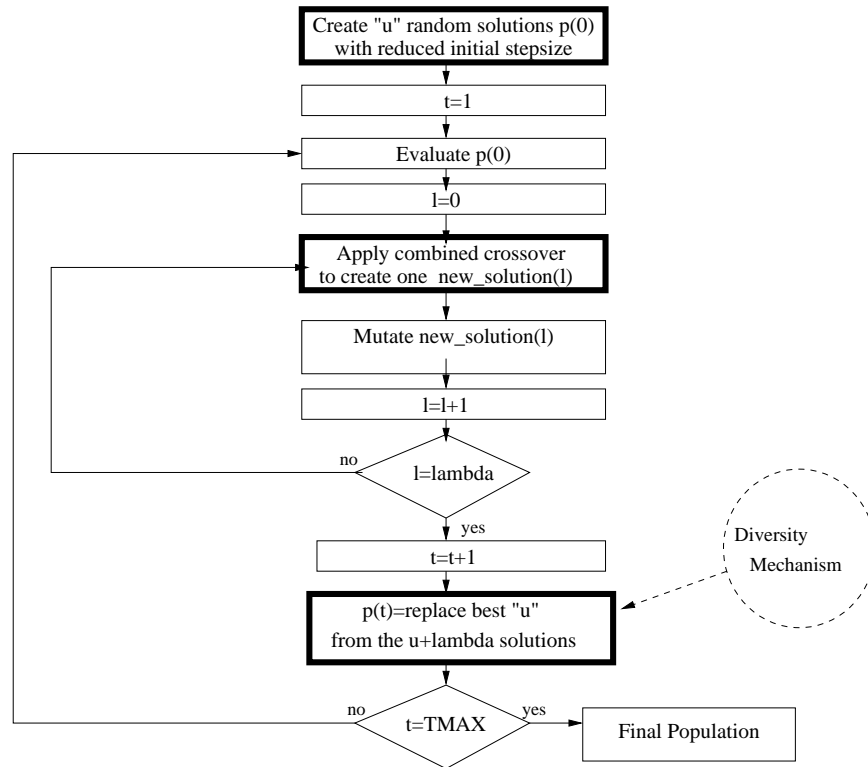 Create "u" random solutions p(0)
with reduced initial stepsize
t=1
Evaluate p(0)
l=0
Apply combined crossover
to create one new_solution(l)
Mutate new_solution(l)
l=l+1
no
l=lambda
yes
Diversity
Mechanism
t=t+1
p(t)=replace best "u"
from the u+lambda solutions
no
t=TMAX
yes
Final Population